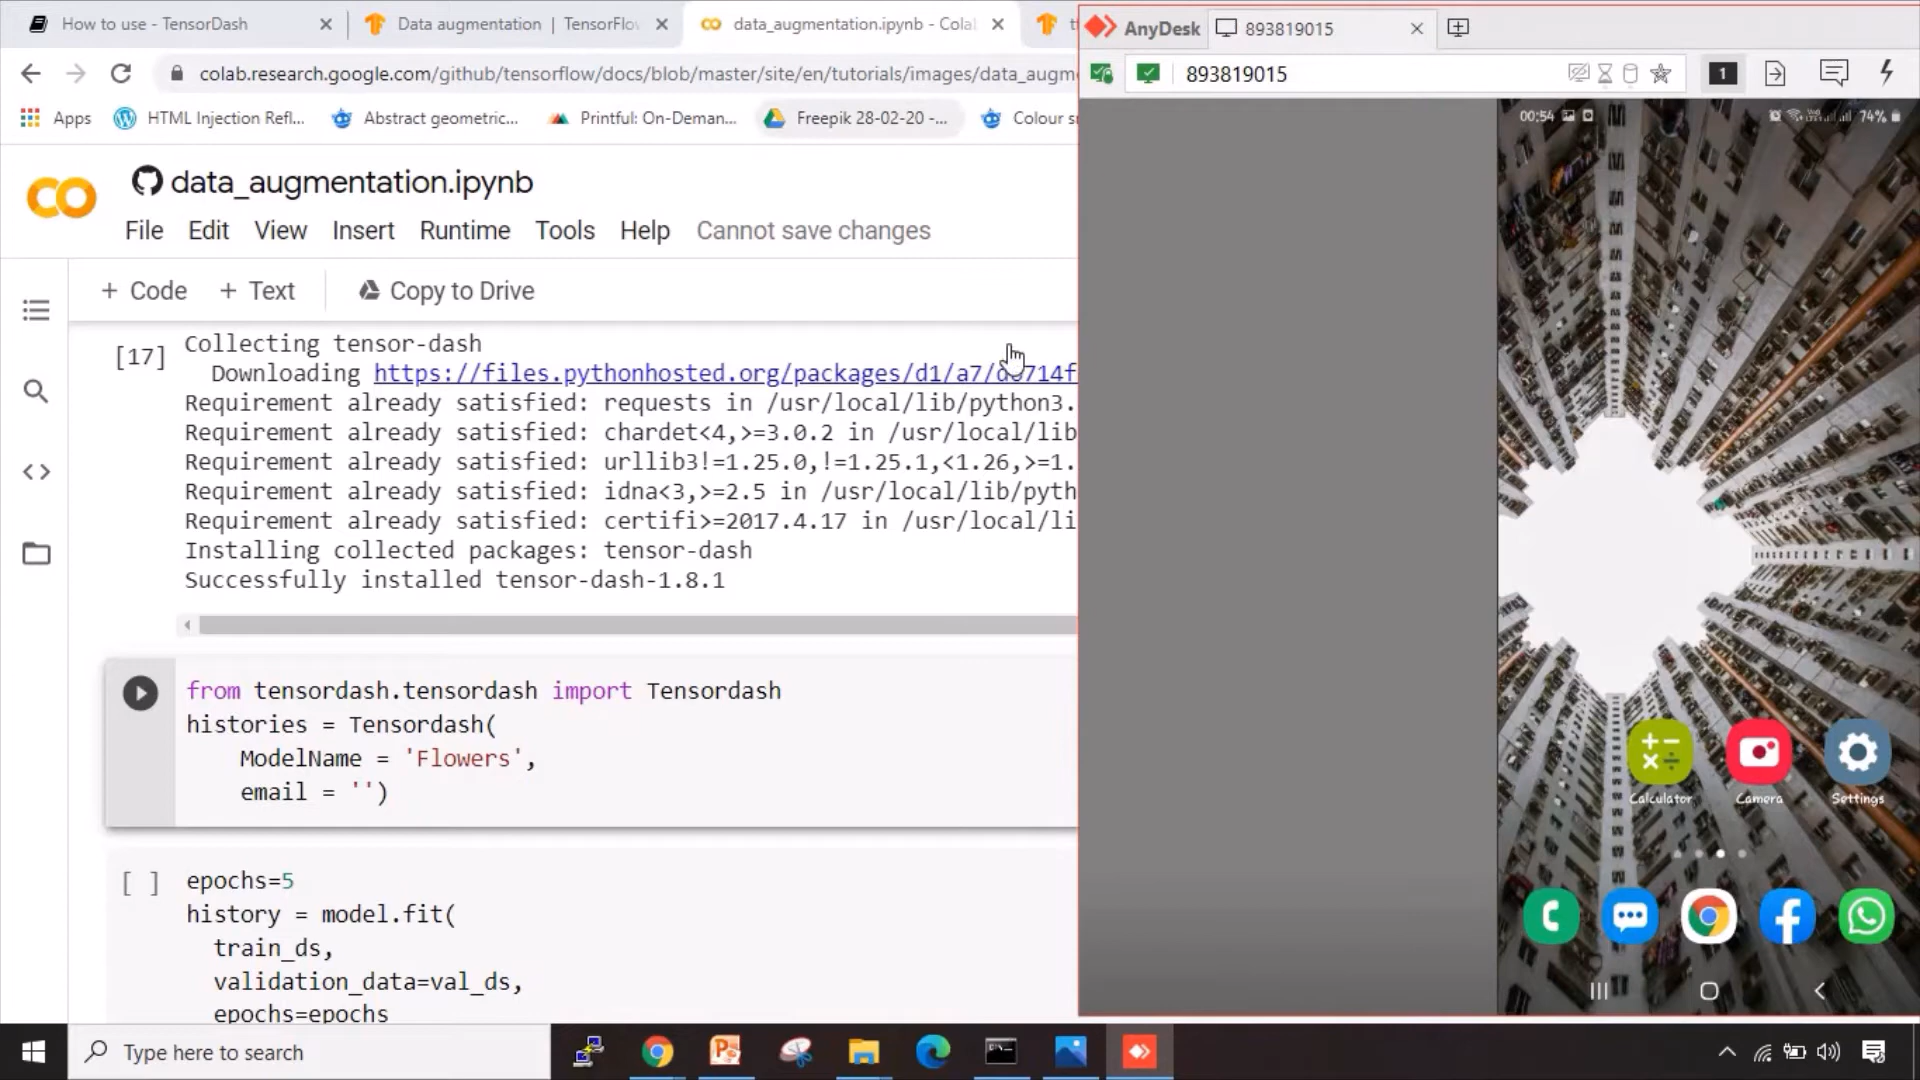 How to use - TensorDash
Data augmentation | TensorFlo
data_augmentation.ipynb - Cola
AnyDesk
893819015
colab.research.google.com/github/tensorflow/docs/blob/master/site/en/tutorials/images/data_augm
893819015
1
Apps
HTML Injection Refl...
Abstract geometric...
Printful: On-Deman...
Freepik 28-02-20 -...
Colour s
00:54
74%
data_augmentation.ipynb
File Edit View Insert Runtime Tools Help Cannot save changes
+ Code + Text Copy to Drive
[17] Collecting tensor-dash
Downloading https://files.pythonhosted.org/packages/d1/a7/
Requirement already satisfied: requests in /usr/local/lib/python3.
Requirement already satisfied: chardet<4,>=3.0.2 in /usr/local/lib
Requirement already satisfied: urllib3!=1.25.0,!=1.25.1,<1.26,>=1.
Requirement already satisfied: idna<3,>=2.5 in /usr/local/lib/pyth
Requirement already satisfied: certifi>=2017.4.17 in /usr/local/li
Installing collected packages: tensor-dash
Successfully installed tensor-dash-1.8.1
from tensordash.tensordash import Tensordash
histories = Tensordash(
ModelName = 'Flowers',
email = '')
[ ] epochs=5
history = model.fit(
train_ds,
validation_data=val_ds,
epochs=epochs
Calculator
Camera
Settings
Type here to search